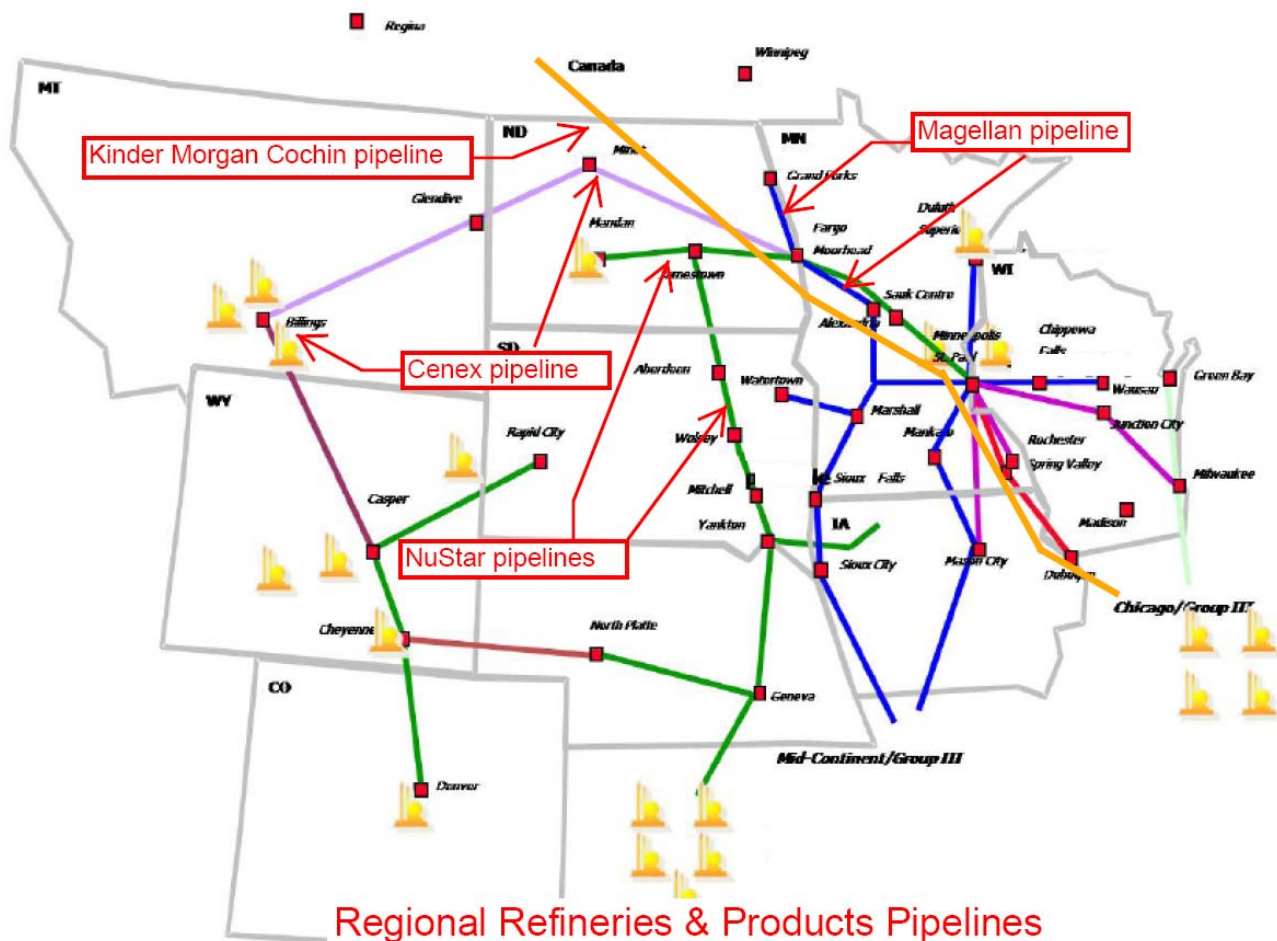 Regina
Winnipeg
Canada
MT
ND
MN
Kinder Morgan Cochin pipeline
Magellan pipeline
Minot
Grand Forks
Glendive
Mandan
Fargo
Duluth
Moorhead
Jamestown
Sauk Centre
WI
Billings
Alexandria
Minneapolis
Chippewa
St. Paul
Falls
SD
Cenex pipeline
Aberdeen
Watertown
Wausau
Green Bay
WY
Marshall
Junction City
Rapid City
Wolsey
Mankato
Rochester
Spring Valley
Casper
Mitchell
Sioux Falls
Milwaukee
Yankton
IA
Madison
NuStar pipelines
Sioux City
Mason City
Dubuque
Chicago/Group III
Cheyenne
North Platte
CO
Geneva
Mid-Continent/Group III
Denver
Regional Refineries & Products Pipelines